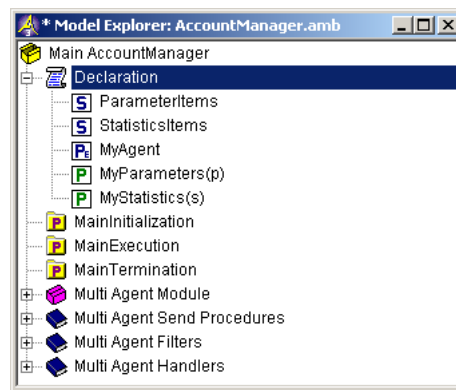 * Model Explorer: AccountManager.amb
Main AccountManager
Declaration
S ParameterItems
S StatisticsItems
PE MyAgent
P MyParameters(p)
P MyStatistics(s)
P MainInitialization
P MainExecution
P MainTermination
Multi Agent Module
Multi Agent Send Procedures
Multi Agent Filters
Multi Agent Handlers